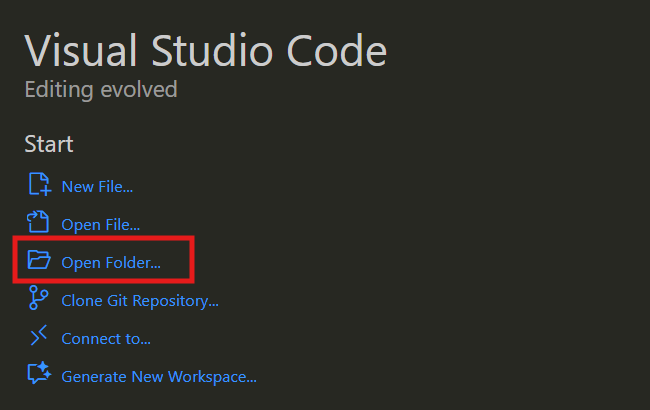 Visual Studio Code
Editing evolved
Start
New File...
Open File...
Open Folder...
Clone Git Repository...
Connect to...
Generate New Workspace...